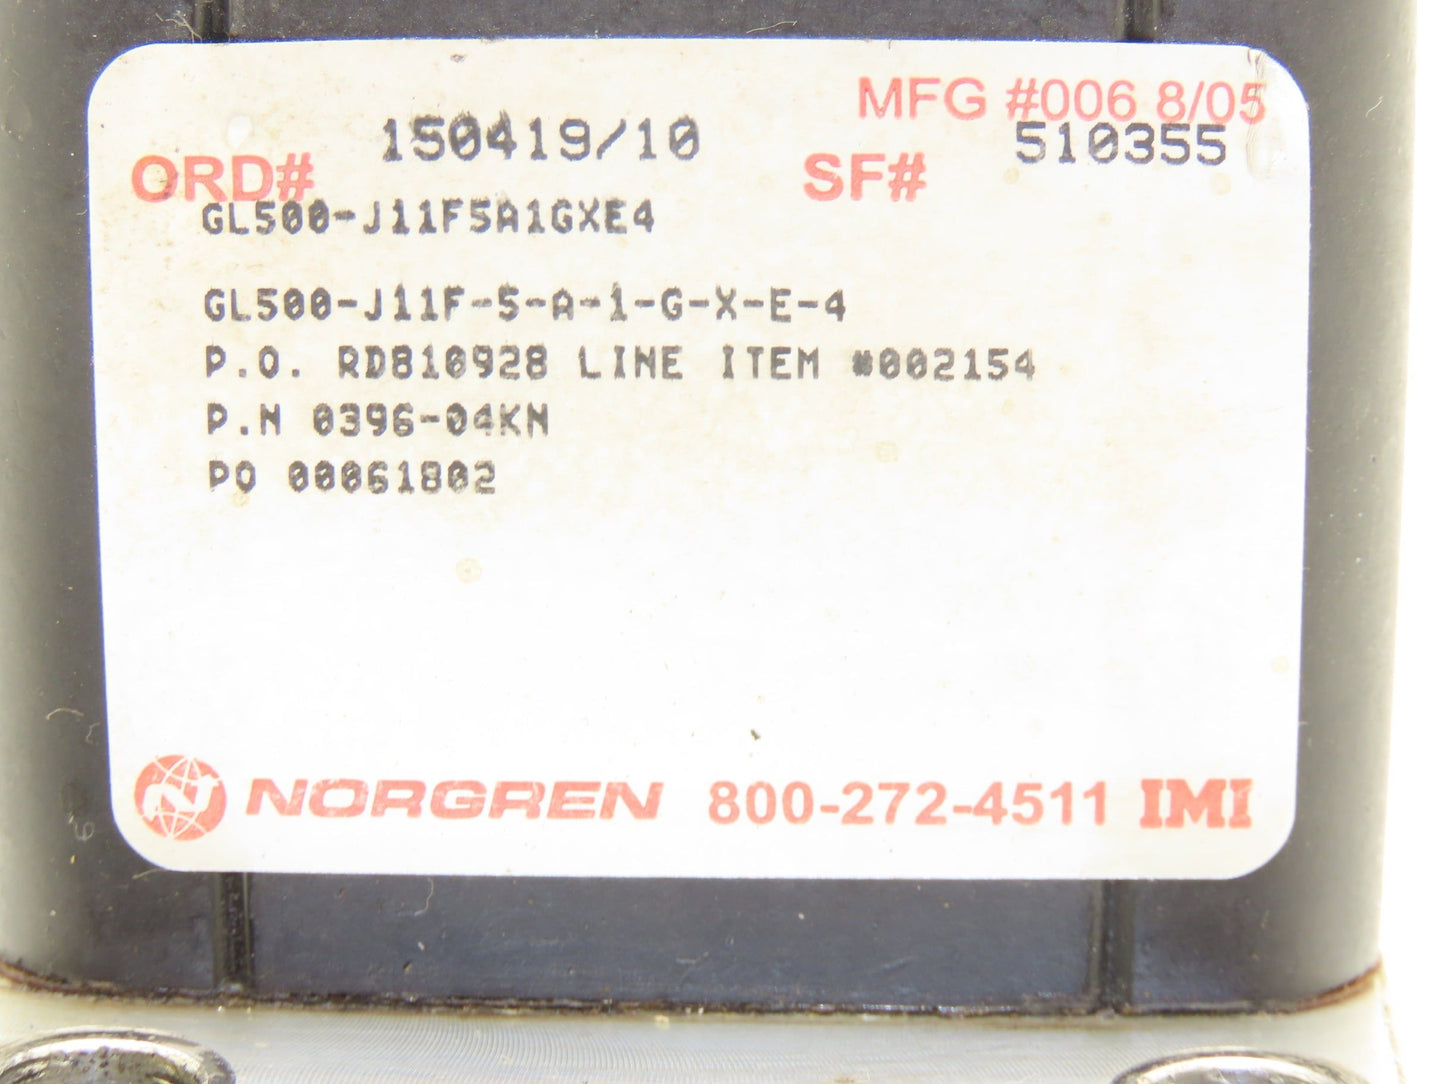 MFG #006 8/05
ORD# 150419/10 SF# 510355
GL500-J11F5A1GXE4
GL500-J11F-5-A-1-G-X-E-4
P.O. RD810928 LINE ITEM #002154
P.N 0396-04KN
PO 00061802
NORGREN 800-272-4511 IMI